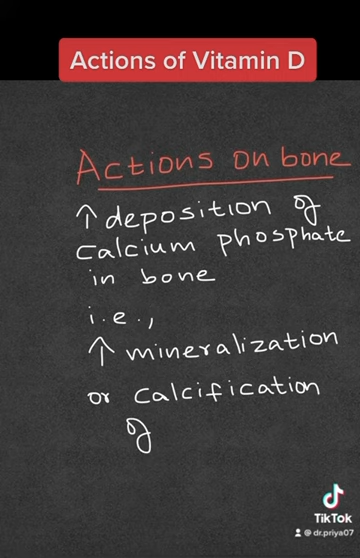 Actions of Vitamin D
Actions on bone
↑ deposition of
calcium phosphate
in bone
i.e.,
↑ mineralization
or calcification
of
TikTok
@ dr.priya07